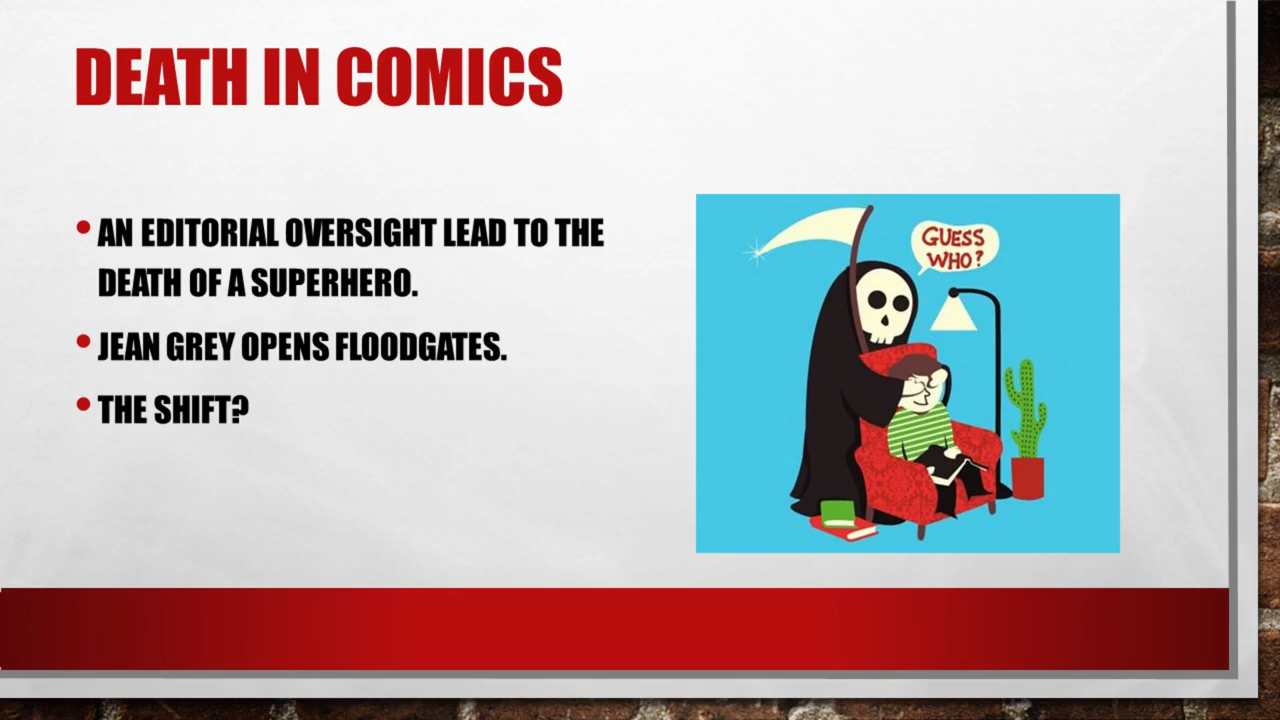 DEATH IN COMICS
• AN EDITORIAL OVERSIGHT LEAD TO THE
DEATH OF A SUPERHERO.
• JEAN GREY OPENS FLOODGATES.
• THE SHIFT?
GUESS
WHO?